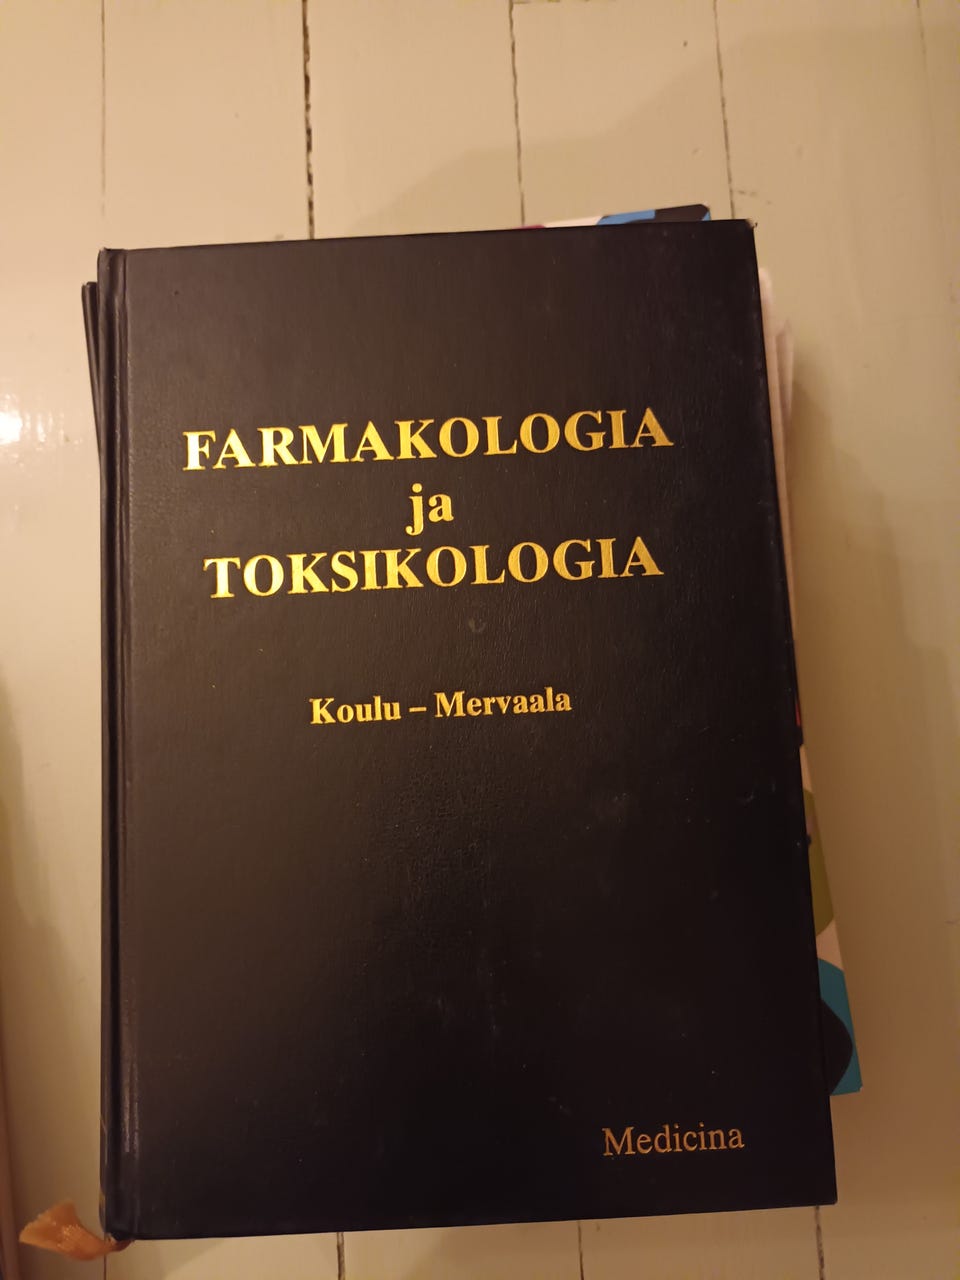 FARMAKOLOGIA
ja
TOKSIKOLOGIA
Koulu – Mervaala
Medicina